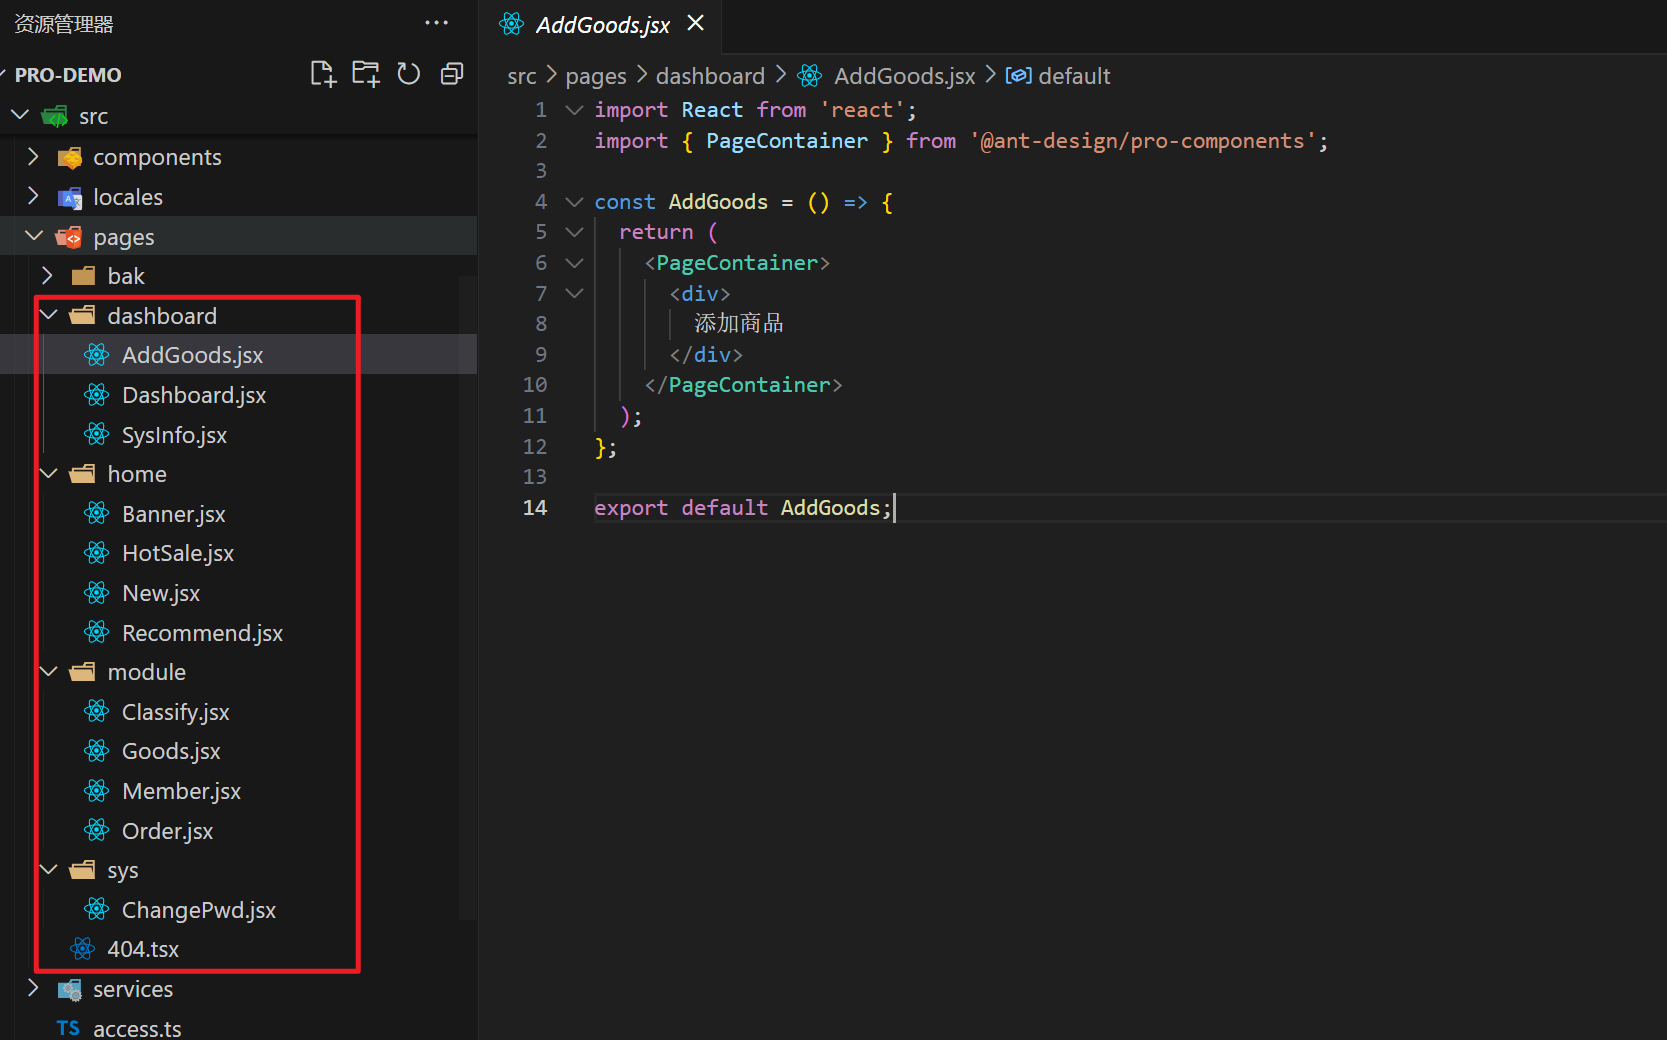 资源管理器
PRO-DEMO
src
components
locales
pages
bak
dashboard
AddGoods.jsx
Dashboard.jsx
SysInfo.jsx
home
Banner.jsx
HotSale.jsx
New.jsx
Recommend.jsx
module
Classify.jsx
Goods.jsx
Member.jsx
Order.jsx
sys
ChangePwd.jsx
404.tsx
services
TS access.ts
AddGoods.jsx
src > pages > dashboard > AddGoods.jsx > default
1 import React from 'react';
2 import { PageContainer } from '@ant-design/pro-components';
3
4 const AddGoods = () => {
5 return (
6 <PageContainer>
7 <div>
8 添加商品
9 </div>
10 </PageContainer>
11 );
12 };
13
14 export default AddGoods;